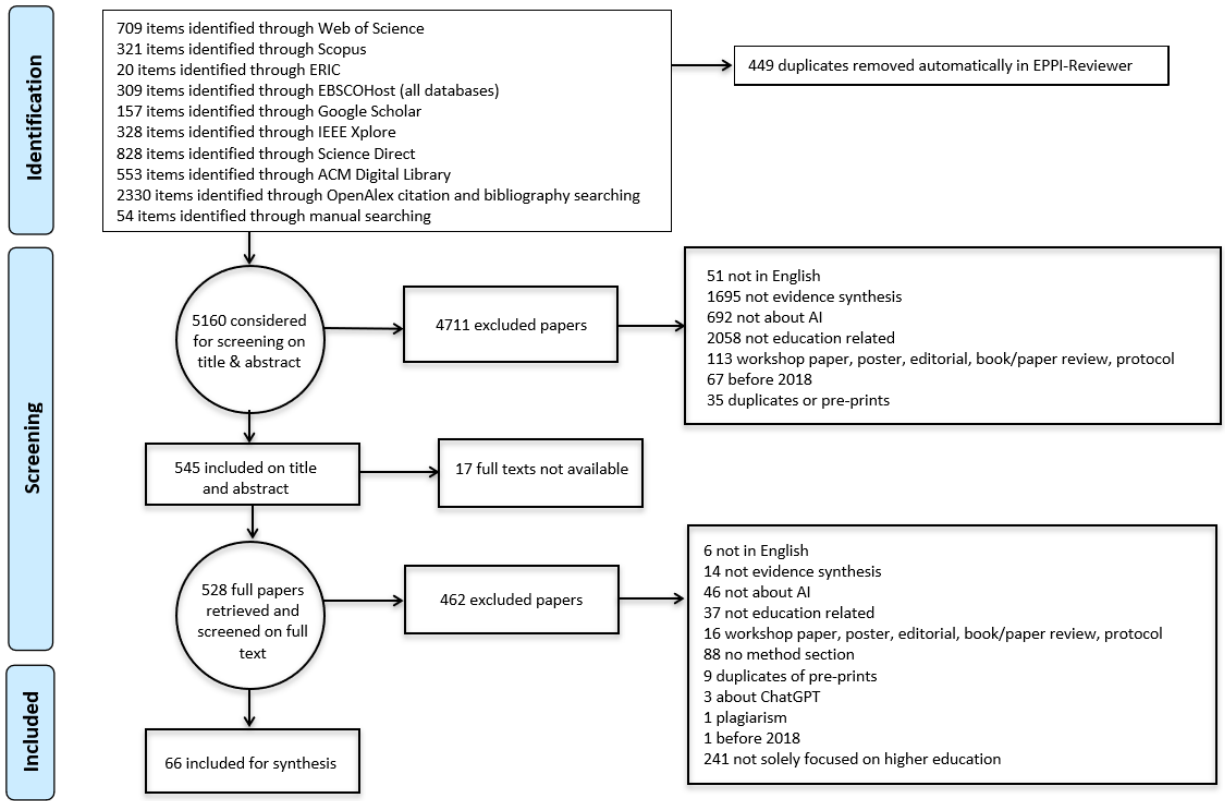 Identification
709 items identified through Web of Science
321 items identified through Scopus
20 items identified through ERIC
309 items identified through EBSCOHost (all databases)
157 items identified through Google Scholar
328 items identified through IEEE Xplore
828 items identified through Science Direct
553 items identified through ACM Digital Library
2330 items identified through OpenAlex citation and bibliography searching
54 items identified through manual searching
449 duplicates removed automatically in EPPI-Reviewer
Screening
5160 considered
for screening on
title & abstract
4711 excluded papers
51 not in English
1695 not evidence synthesis
692 not about AI
2058 not education related
113 workshop paper, poster, editorial, book/paper review, protocol
67 before 2018
35 duplicates or pre-prints
545 included on title
and abstract
17 full texts not available
528 full papers
retrieved and
screened on full
text
462 excluded papers
6 not in English
14 not evidence synthesis
46 not about AI
37 not education related
16 workshop paper, poster, editorial, book/paper review, protocol
88 no method section
9 duplicates of pre-prints
3 about ChatGPT
1 plagiarism
1 before 2018
241 not solely focused on higher education
Included
66 included for synthesis